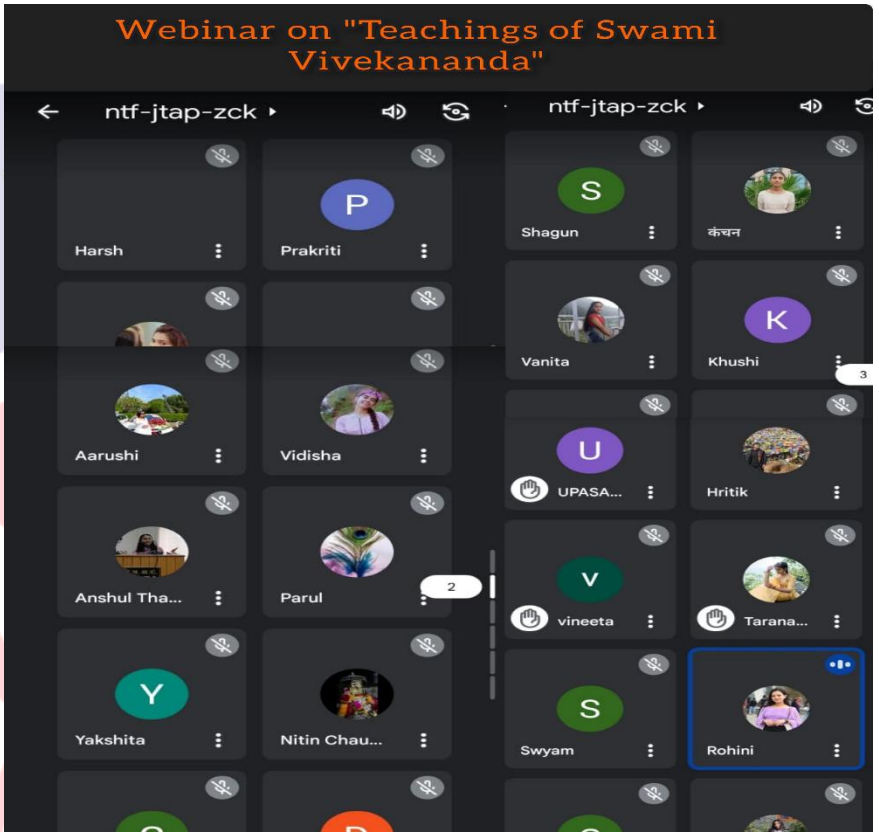 Webinar on "Teachings of Swami
Vivekananda"
ntf-jtap-zck
Harsh
P
Prakriti
Aarushi
Vidisha
Anshul Tha...
Parul
2
Y
Yakshita
Nitin Chau...
ntf-jtap-zck
S
Shagun
कंचन
Vanita
K
Khushi
3
U
UPASA...
Hritik
v
vineeta
Tarana...
S
Swyam
Rohini